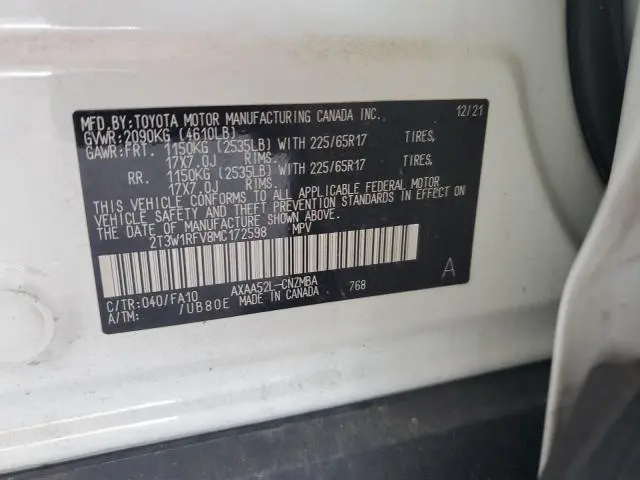 MFD.BY:TOYOTA MOTOR MANUFACTURING CANADA INC. 12/21
GVWR:2090KG (4610LB)
GAWR:FRT. 1150KG (2535LB) WITH 225/65R17 TIRES,
17X7.0J RIMS.
RR. 1150KG (2535LB) WITH 225/65R17 TIRES,
17X7.0J RIMS.
THIS VEHICLE CONFORMS TO ALL APPLICABLE FEDERAL MOTOR
VEHICLE SAFETY AND THEFT PREVENTION STANDARDS IN EFFECT ON
THE DATE OF MANUFACTURE SHOWN ABOVE.
2T3W1RFV8MC172598 MPV
A
C/TR:040/FA10 AXAA52L-CNZMBA 768
A/TM: /UB80E MADE IN CANADA